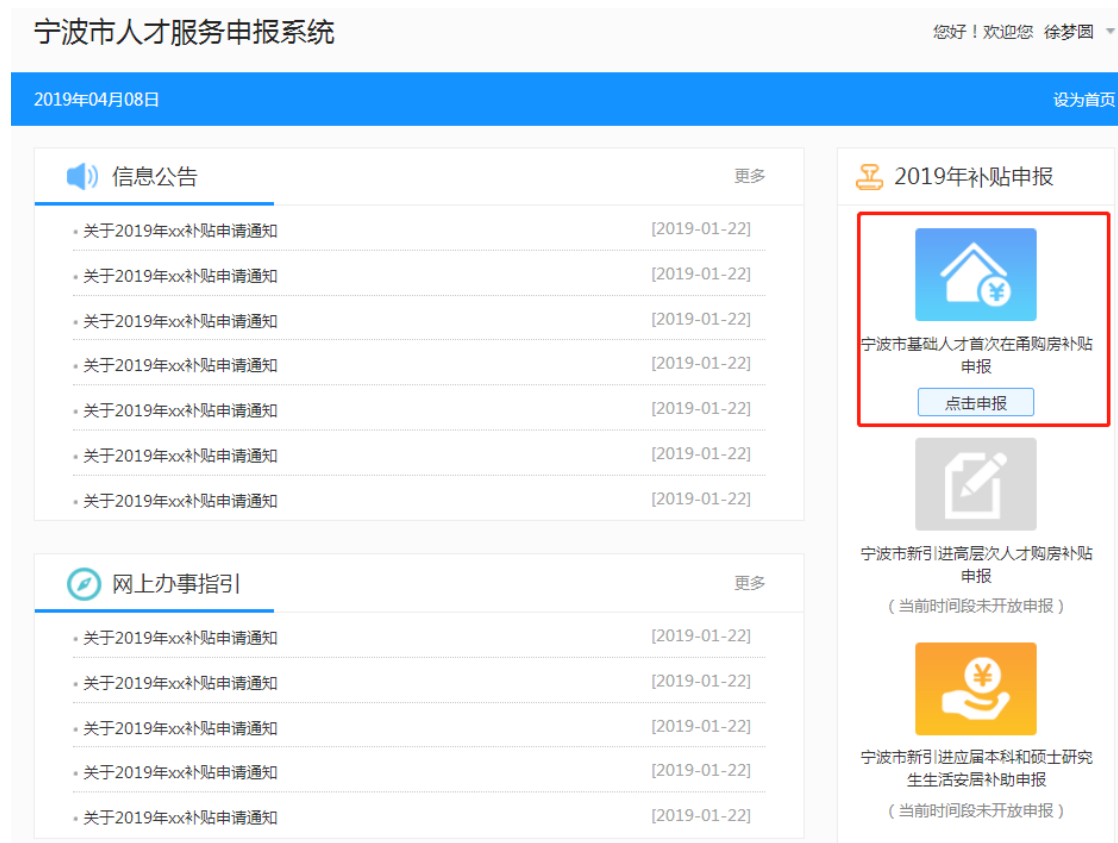 宁波市人才服务申报系统
您好！欢迎您 徐梦圆
2019年04月08日
设为首页
信息公告
更多
关于2019年xx补贴申请通知
[2019-01-22]
关于2019年xx补贴申请通知
[2019-01-22]
关于2019年xx补贴申请通知
[2019-01-22]
关于2019年xx补贴申请通知
[2019-01-22]
关于2019年xx补贴申请通知
[2019-01-22]
关于2019年xx补贴申请通知
[2019-01-22]
关于2019年xx补贴申请通知
[2019-01-22]
网上办事指引
更多
关于2019年xx补贴申请通知
[2019-01-22]
关于2019年xx补贴申请通知
[2019-01-22]
关于2019年xx补贴申请通知
[2019-01-22]
关于2019年xx补贴申请通知
[2019-01-22]
关于2019年xx补贴申请通知
[2019-01-22]
2019年补贴申报
¥
宁波市基础人才首次在甬购房补贴
申报
点击申报
宁波市新引进高层次人才购房补贴
申报
（当前时间段未开放申报）
¥
宁波市新引进应届本科和硕士研究
生生活安居补助申报
（当前时间段未开放申报）